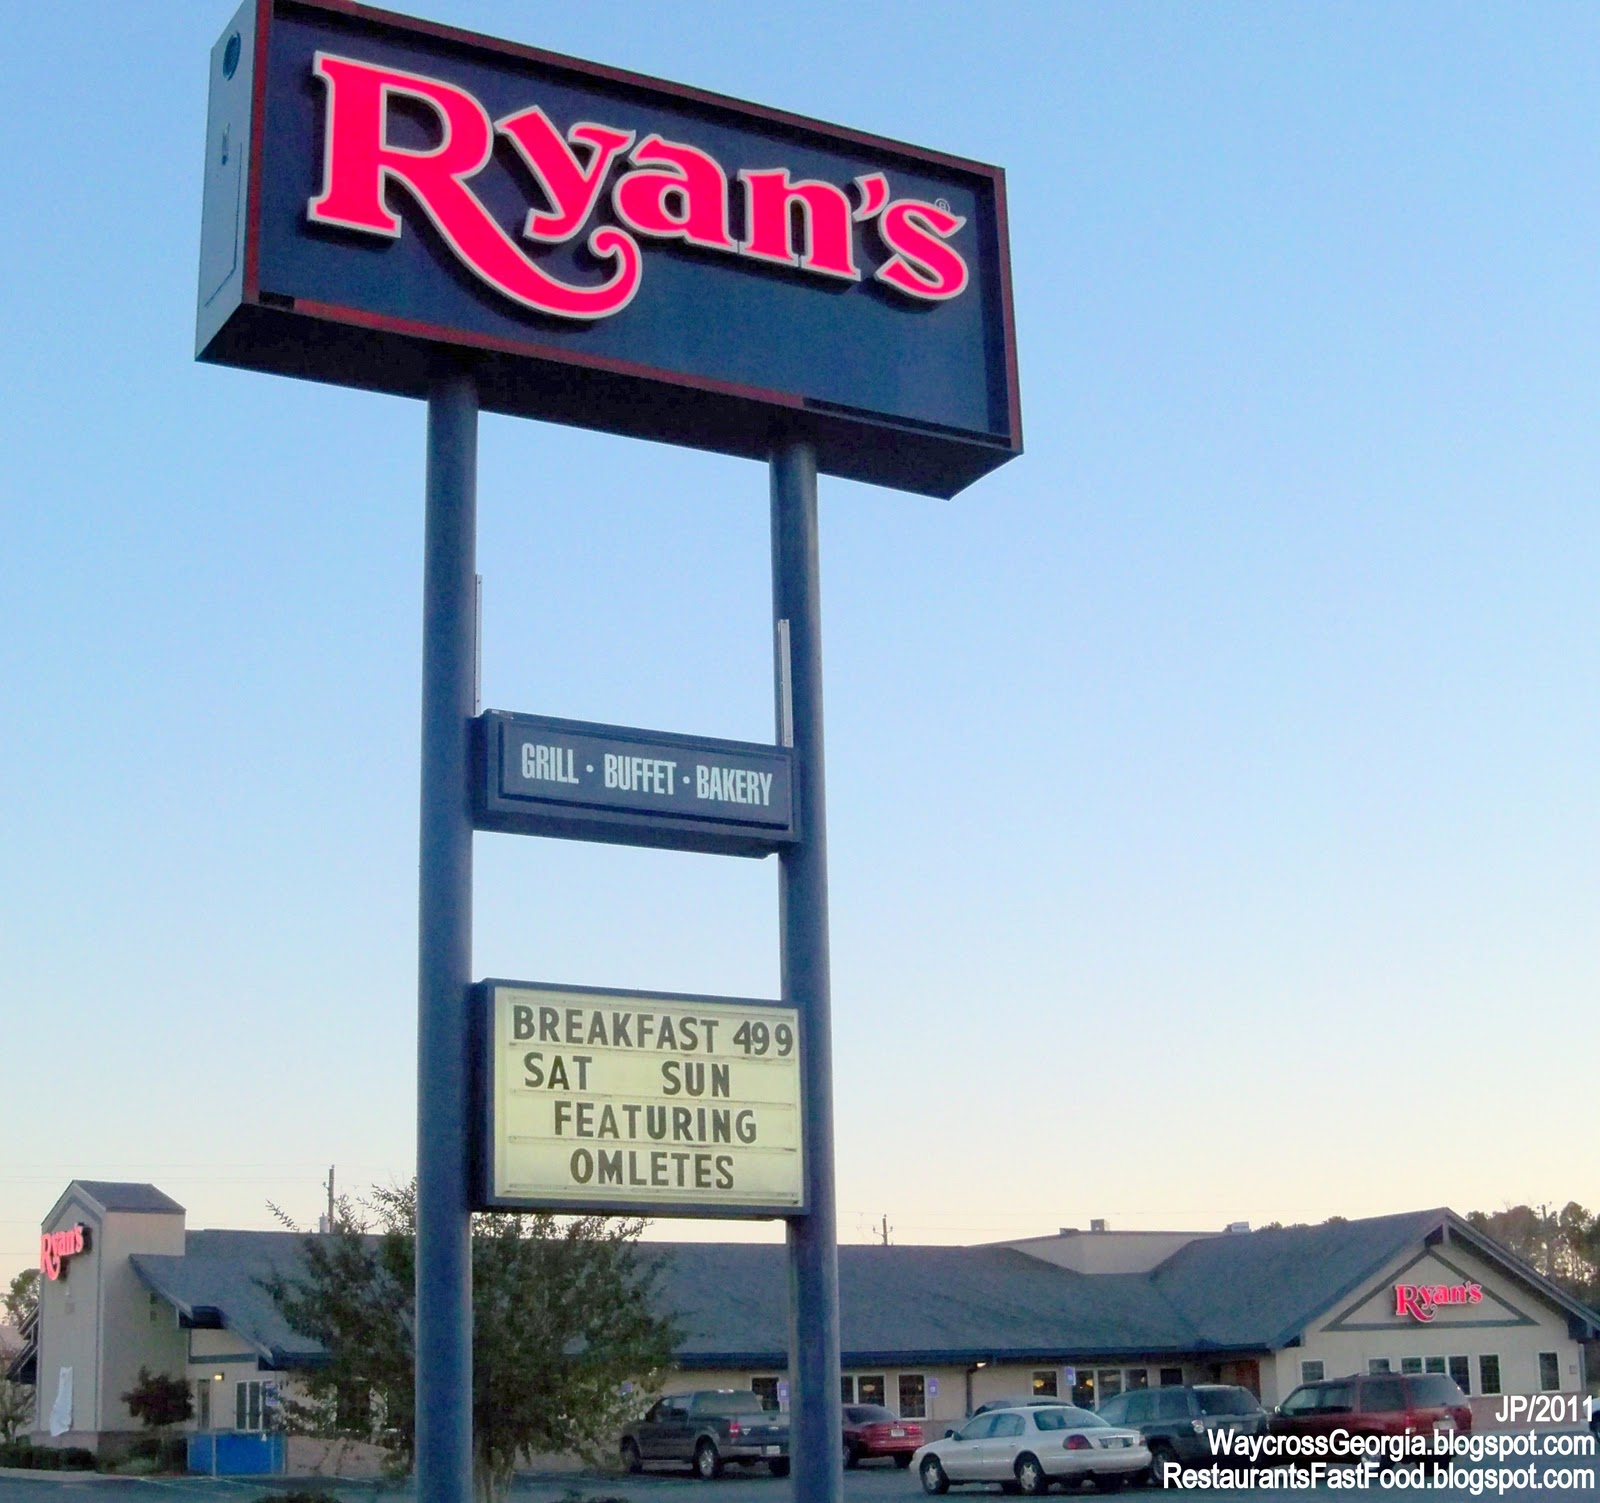 Ryan's®
GRILL · BUFFET · BAKERY
BREAKFAST 499
SAT SUN
FEATURING
OMLETES
Ryan's
Ryan's
JP/2011
WaycrossGeorgia.blogspot.com
RestaurantsFastFood.blogspot.com